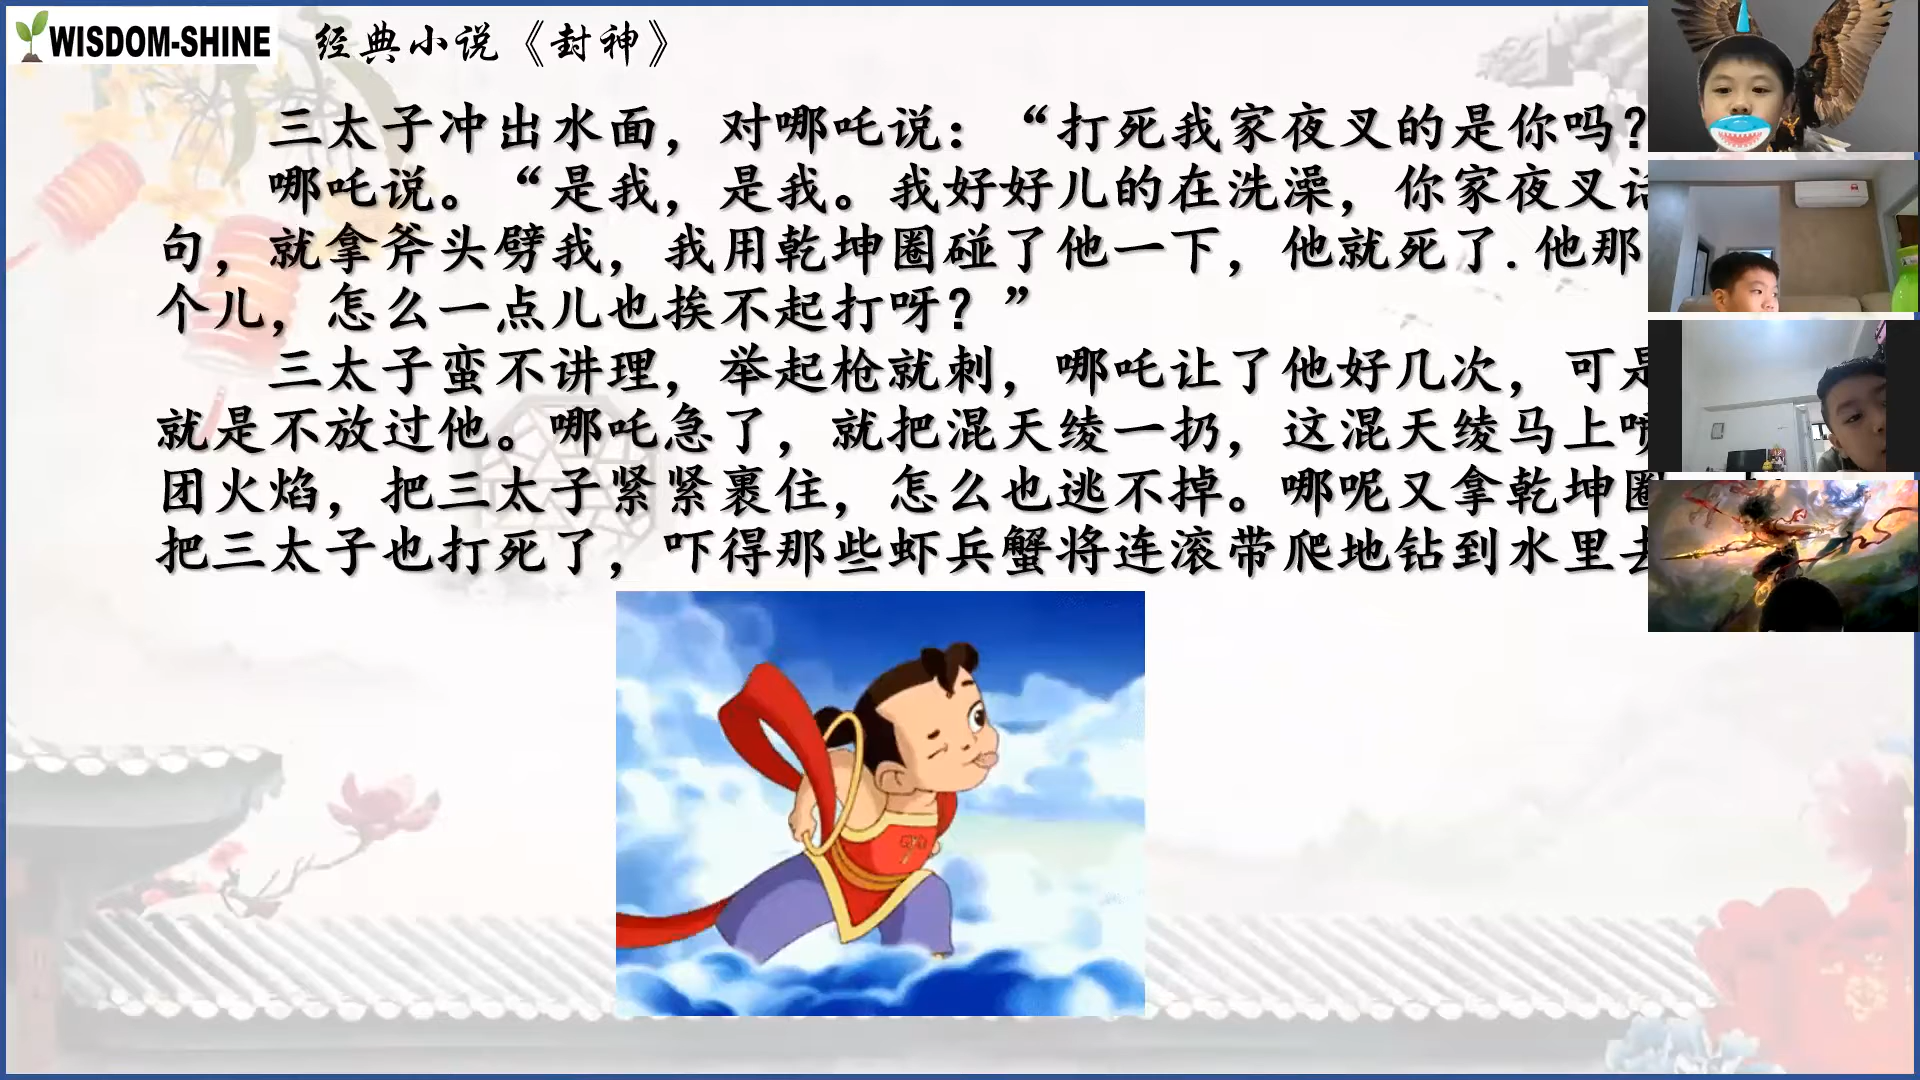 WISDOM-SHINE
经典小说《封神》
三太子冲出水面，对哪吒说：“打死我家夜叉的是你吗？
哪吒说。“是我，是我。我好好儿的在洗澡，你家夜叉
句，就拿斧头劈我，我用乾坤圈碰了他一下，他就死了.他那
个儿，怎么一点儿也挨不起打呀？”
三太子蛮不讲理，举起枪就刺，哪吒让了他好几次，可是
就是不放过他。哪吒急了，就把混天绫一扔，这混天绫马上喷
团火焰，把三太子紧紧裹住，怎么也逃不掉。哪呢又拿乾坤圈
把三太子也打死了，吓得那些虾兵蟹将连滚带爬地钻到水里去